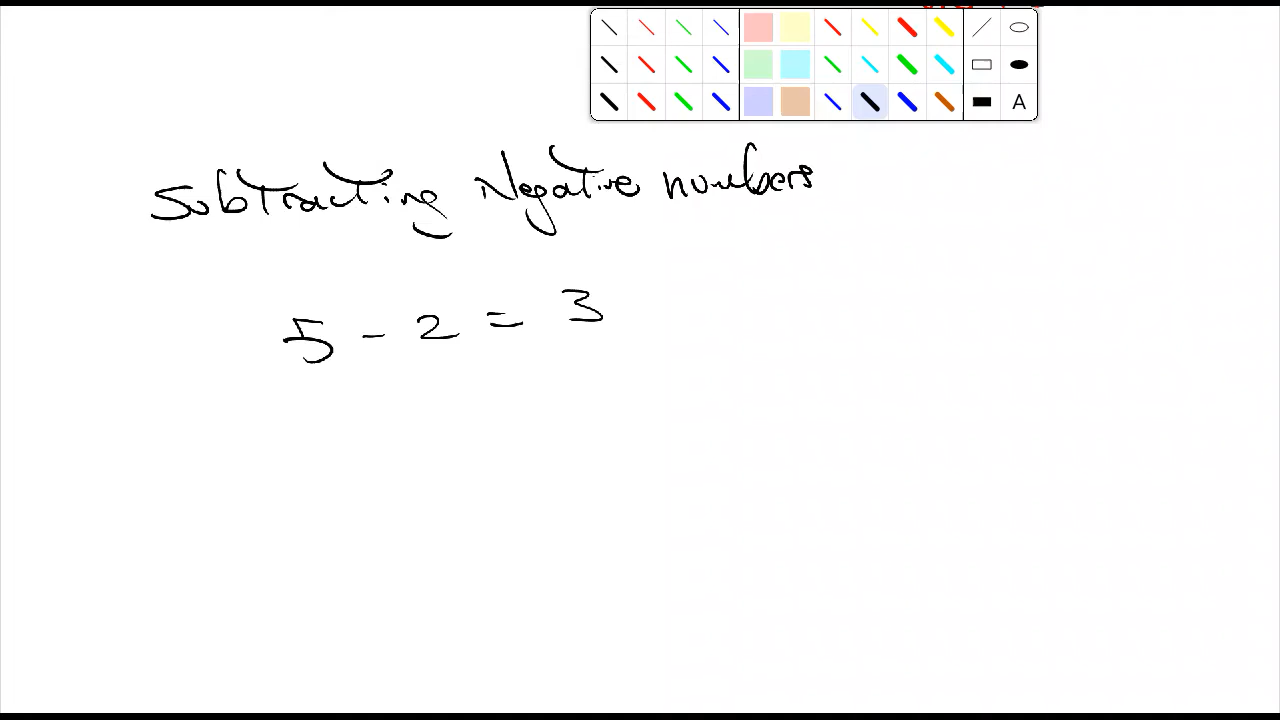 A
Subtracting Negative numbers
5 - 2 = 3